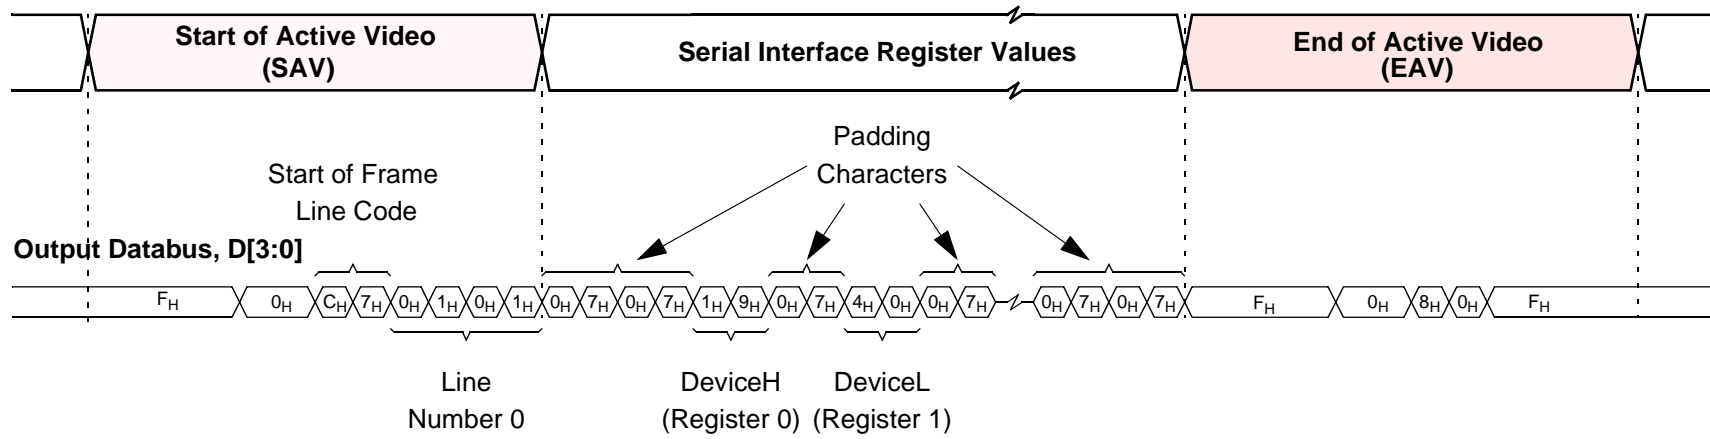 Start of Active Video
(SAV)
Serial Interface Register Values
End of Active Video
(EAV)
Padding
Characters
Start of Frame
Line Code
Output Databus, D[3:0]
FH 0H CH 7H 0H 1H 0H 1H 0H 7H 0H 7H 1H 9H 0H 7H 4H 0H 0H 7H 0H 7H 0H 7H FH 0H 8H 0H FH
Line
Number 0
DeviceH
(Register 0)
DeviceL
(Register 1)